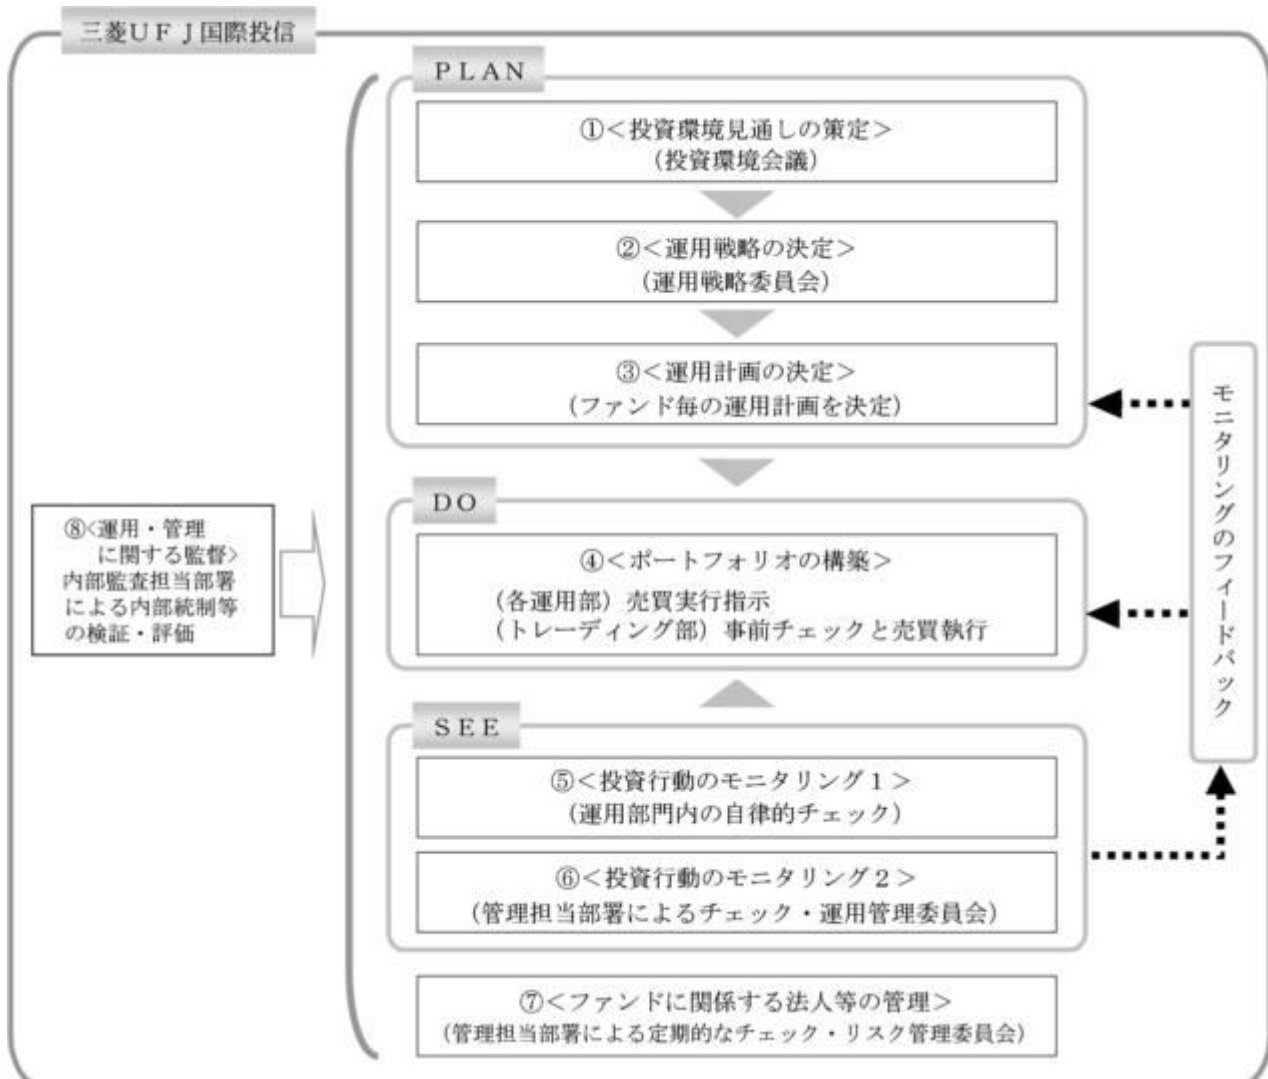 三菱ＵＦＪ国際投信
ＰＬＡＮ
①＜投資環境見通しの策定＞
（投資環境会議）
②＜運用戦略の決定＞
（運用戦略委員会）
③＜運用計画の決定＞
（ファンド毎の運用計画を決定）
ＤＯ
④＜ポートフォリオの構築＞
（各運用部）売買実行指示
（トレーディング部）事前チェックと売買執行
ＳＥＥ
⑤＜投資行動のモニタリング１＞
（運用部門内の自律的チェック）
⑥＜投資行動のモニタリング２＞
（管理担当部署によるチェック・運用管理委員会）
⑦＜ファンドに関係する法人等の管理＞
（管理担当部署による定期的なチェック・リスク管理委員会）
⑧<運用・管理
に関する監督>
内部監査担当部署
による内部統制等
の検証・評価
モニタリングのフィードバック